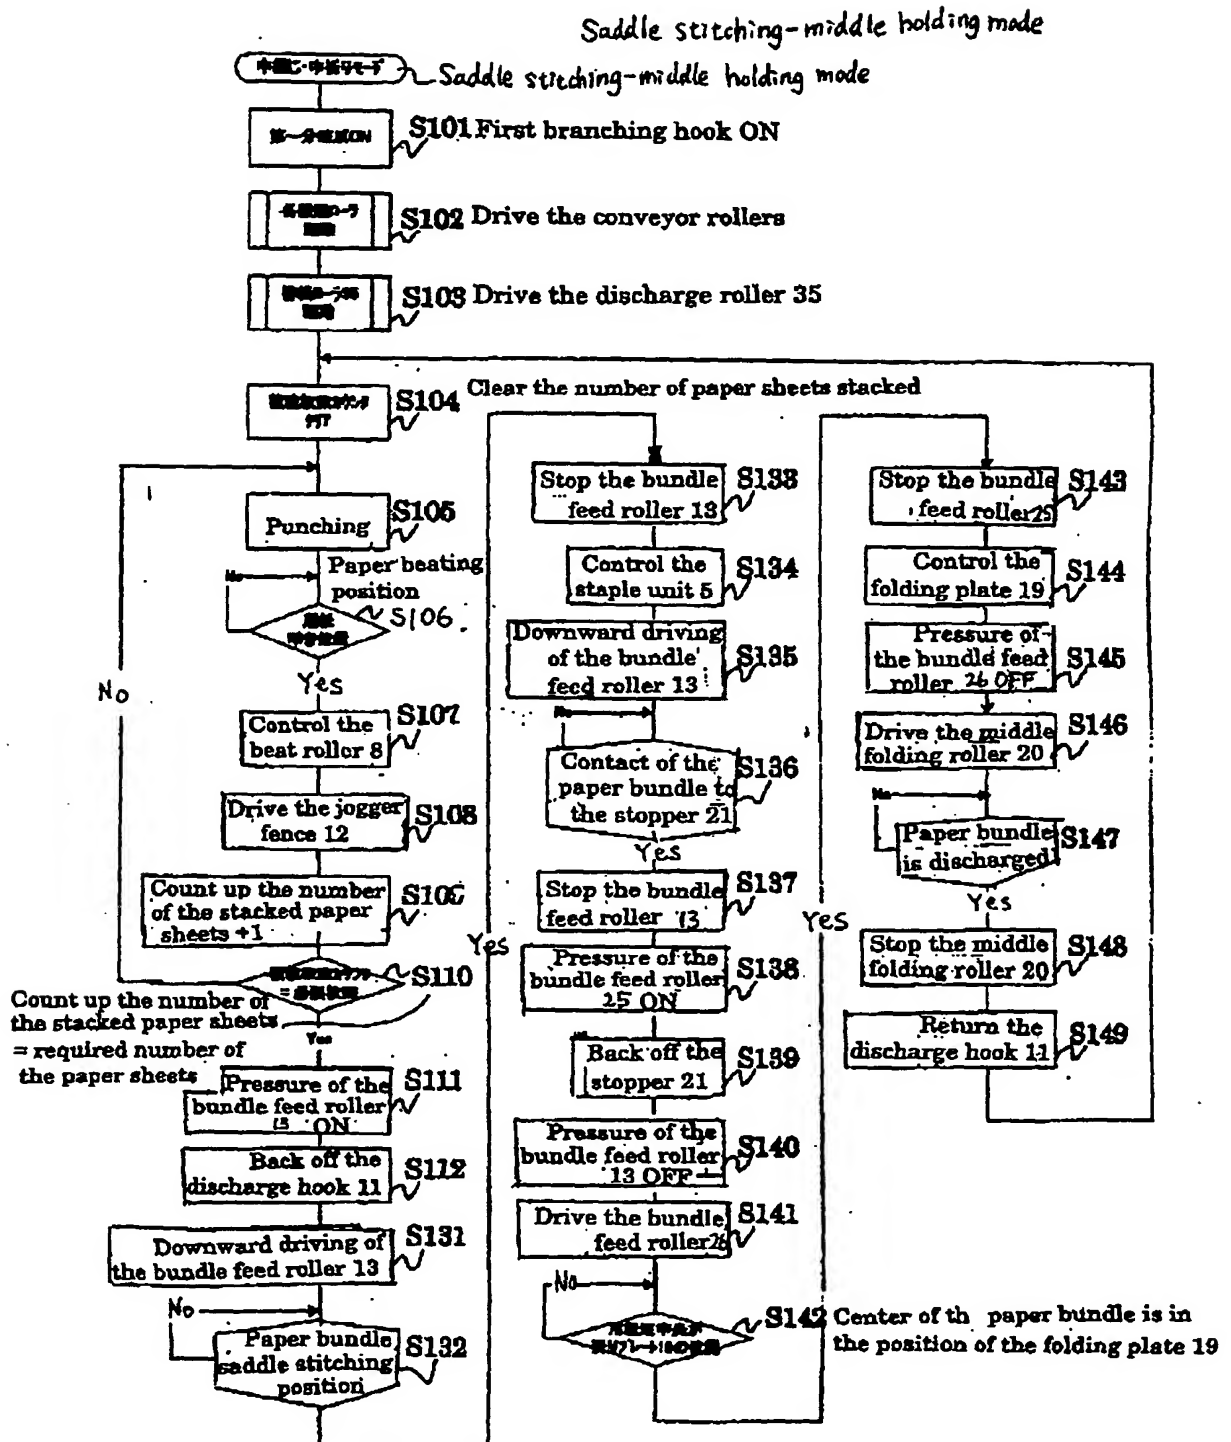 Saddle stitching-middle holding mode
中綴じ・中折りモード
Saddle stitching-middle holding mode
S101 First branching hook ON
S102 Drive the conveyor rollers
S103 Drive the discharge roller 35
S104
Clear the number of paper sheets stacked
Punching
S105
No
Paper beating
position
S106
Yes
No
Control the
beat roller 8
S107
Drive the jogger
fence 12
S108
Count up the number
of the stacked paper
sheets +1
S109
S110
Count up the number of
the stacked paper sheets
= required number of
the paper sheets
Yes
Pressure of the
bundle feed roller
13 ON
S111
Back off the
discharge hook 11
S112
Downward driving of
the bundle feed roller 13
S131
No
Paper bundle
saddle stitching
position
S132
Yes
Stop the bundle
feed roller 13
S133
Control the
staple unit 5
S134
Downward driving
of the bundle
feed roller 13
S135
No
Contact of the
paper bundle to
the stopper 21
S136
Yes
Stop the bundle
feed roller 13
S137
Pressure of the
bundle feed roller
25 ON
S138
Back off the
stopper 21
S139
Pressure of the
bundle feed roller
13 OFF
S140
Drive the bundle
feed roller 26
S141
No
S142 Center of th paper bundle is in
the position of the folding plate 19
Yes
Stop the bundle
feed roller 25
S143
Control the
folding plate 19
S144
Pressure of
the bundle feed
roller 26 OFF
S145
Drive the middle
folding roller 20
S146
No
Paper bundle
is discharged
S147
Yes
Stop the middle
folding roller 20
S148
Return the
discharge hook 11
S149